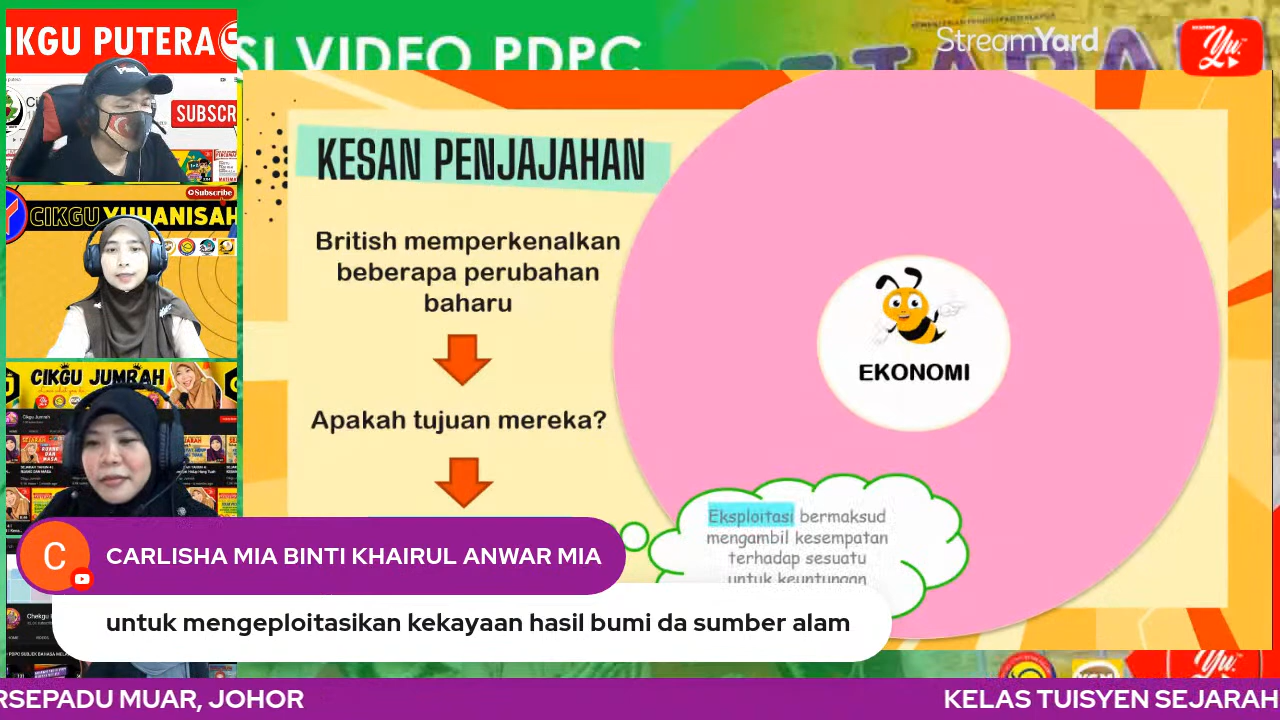 IKGU PUTERA
SI VIDEO PDPC
StreamYard
SUBSCR
Subscribe
CIKGU YUHANISAH
CIKGU JUMRAH
KESAN PENJAJAHAN
British memperkenalkan
beberapa perubahan
baharu
Apakah tujuan mereka?
EKONOMI
Eksploitasi bermaksud
mengambil kesempatan
terhadap sesuatu
untuk keuntungan
C
CARLISHA MIA BINTI KHAIRUL ANWAR MIA
untuk mengeploitasikan kekayaan hasil bumi da sumber alam
RSEPADU MUAR, JOHOR
KELAS TUISYEN SEJARAH